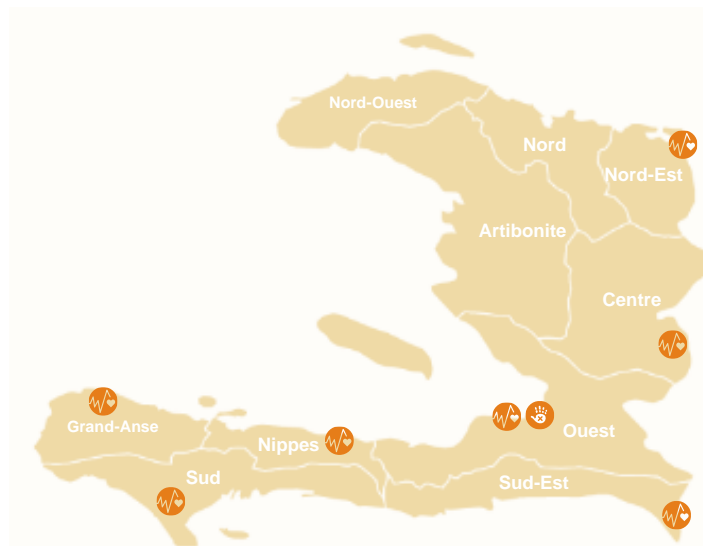 Nord-Ouest
Nord
Nord-Est
Artibonite
Centre
Grand-Anse
Nippes
Ouest
Sud
Sud-Est